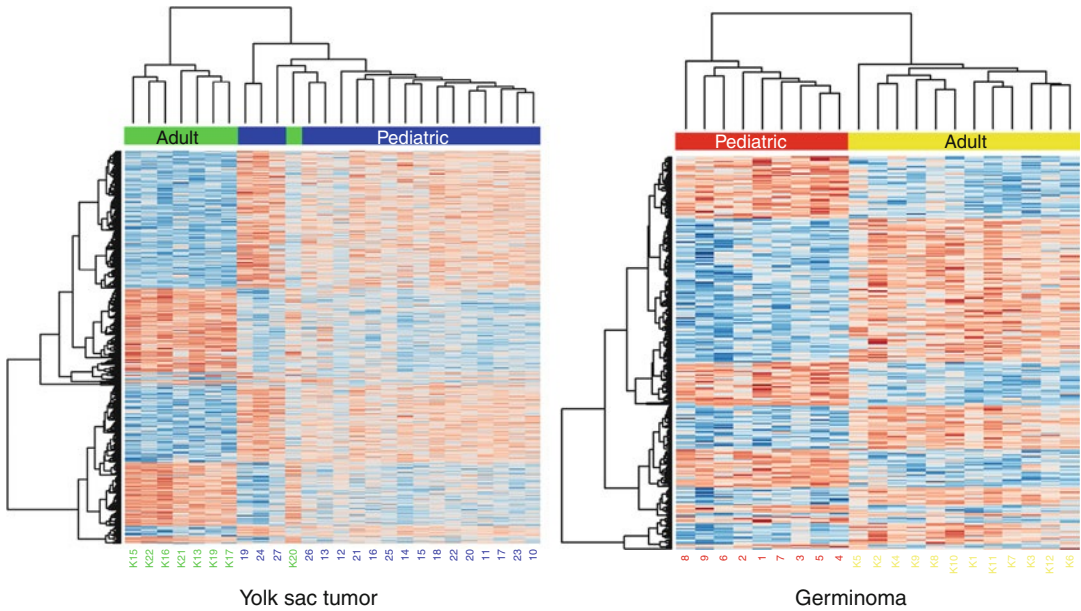 Adult
Pediatric
K15 K22 K16 K21 K13 K19 K17 19 24 27 K20 26 13 12 21 16 25 14 15 18 22 20 11 17 23 10
Yolk sac tumor
Pediatric
Adult
8 9 6 2 1 7 3 5 4 K5 K2 K4 K9 K8 K10 K1 K11 K7 K3 K12 K6
Germinoma